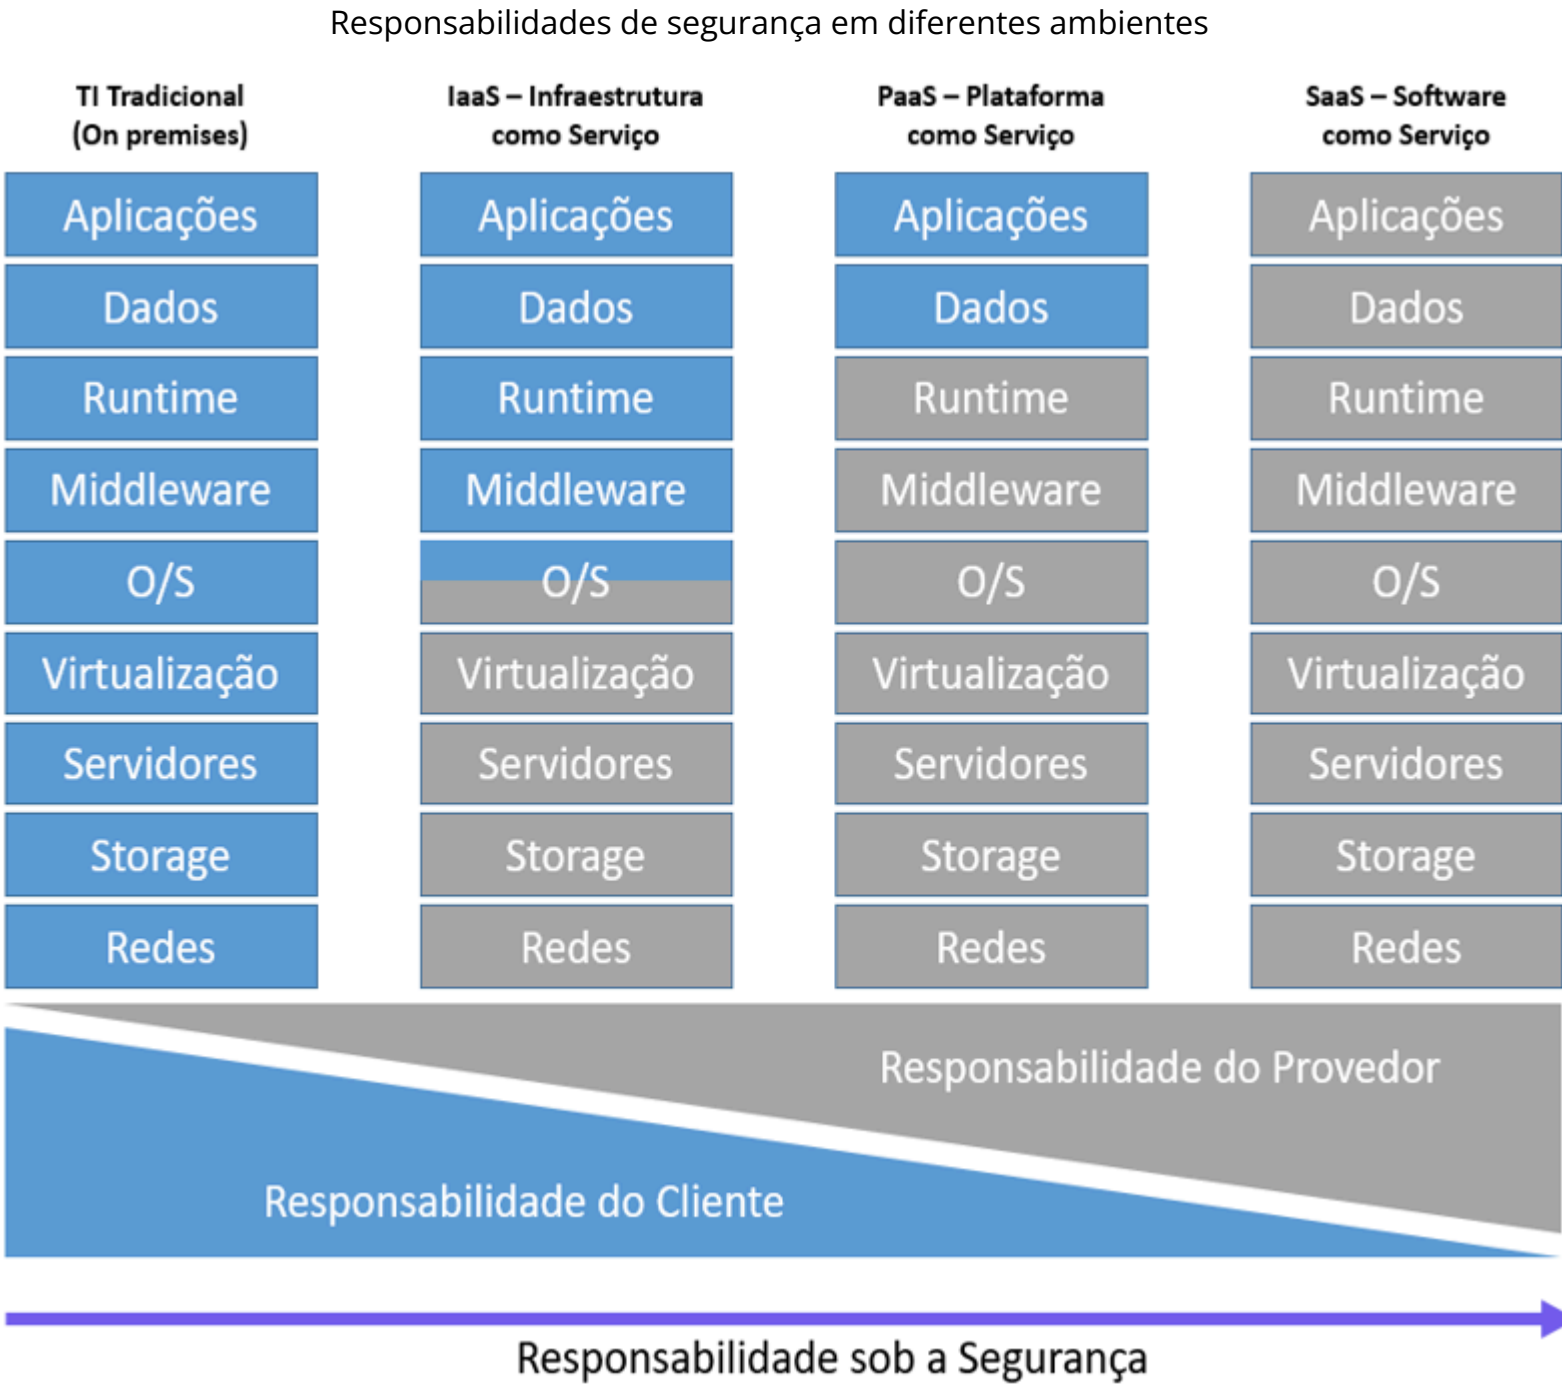 Responsabilidades de segurança em diferentes ambientes
TI Tradicional
(On premises)
IaaS – Infraestrutura
como Serviço
PaaS – Plataforma
como Serviço
SaaS – Software
como Serviço
Aplicações
Aplicações
Aplicações
Aplicações
Dados
Dados
Dados
Dados
Runtime
Runtime
Runtime
Runtime
Middleware
Middleware
Middleware
Middleware
O/S
O/S
O/S
O/S
Virtualização
Virtualização
Virtualização
Virtualização
Servidores
Servidores
Servidores
Servidores
Storage
Storage
Storage
Storage
Redes
Redes
Redes
Redes
Responsabilidade do Provedor
Responsabilidade do Cliente
Responsabilidade sob a Segurança